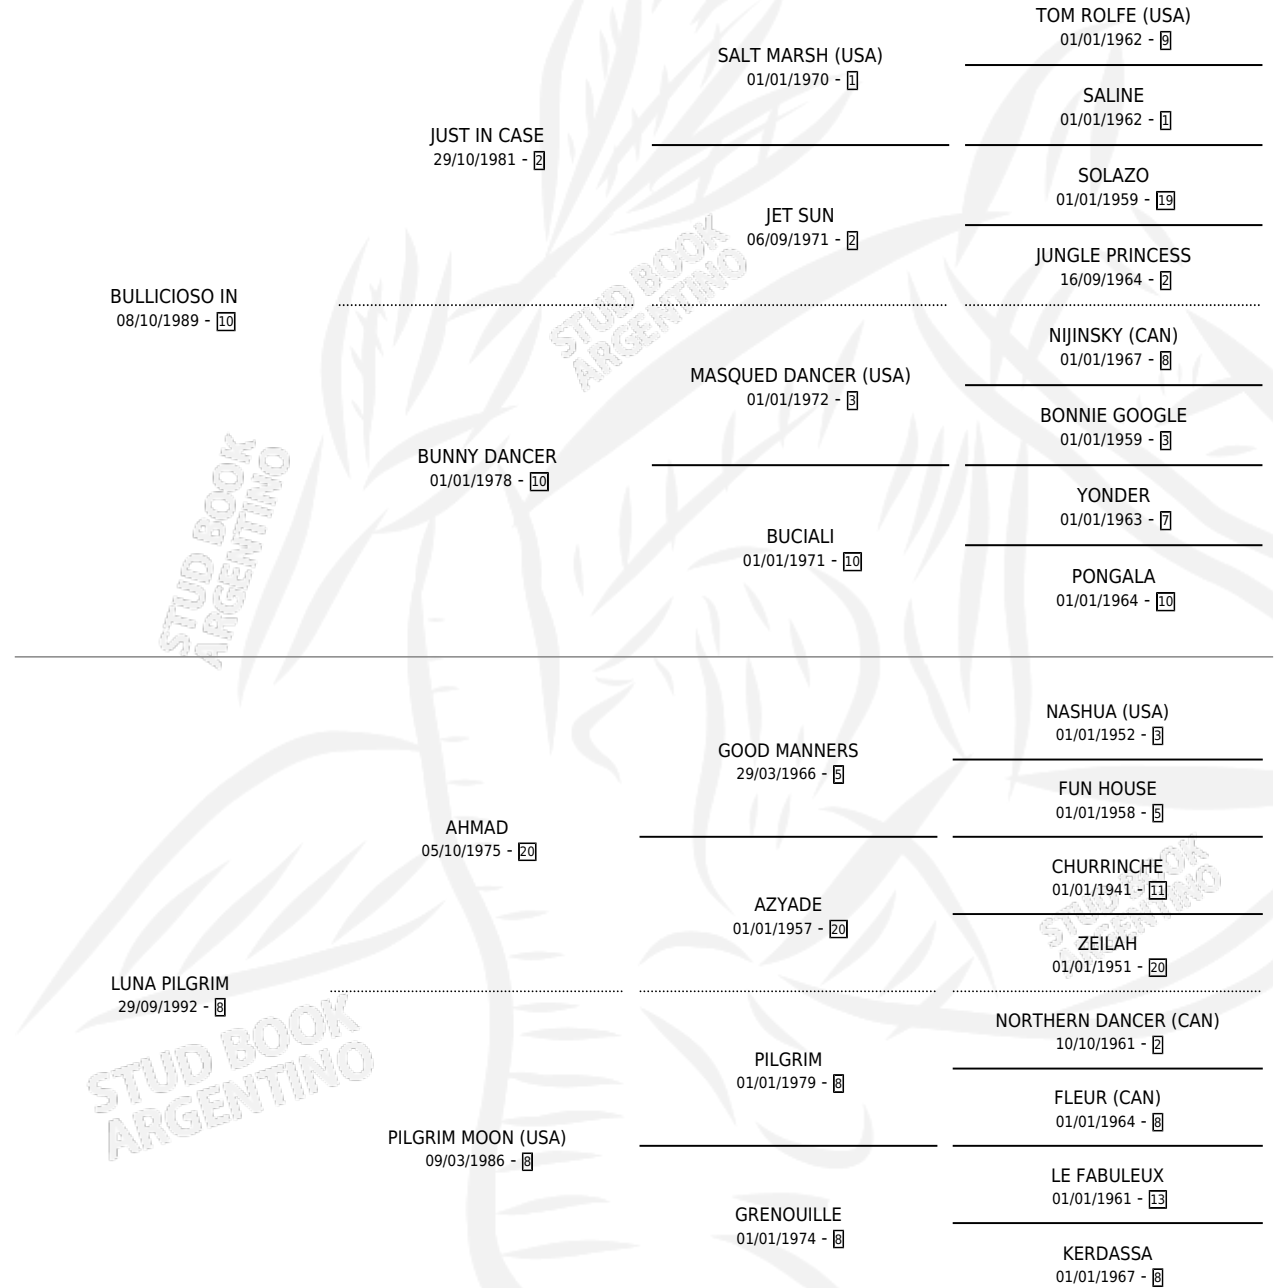 TOM ROLFE (USA)
01/01/1962 - 9
SALT MARSH (USA)
01/01/1970 - 1
SALINE
01/01/1962 - 1
JUST IN CASE
29/10/1981 - 2
SOLAZO
01/01/1959 - 19
JET SUN
06/09/1971 - 2
JUNGLE PRINCESS
16/09/1964 - 2
BULLICIOSO IN
08/10/1989 - 10
NIJINSKY (CAN)
01/01/1967 - 8
MASQUED DANCER (USA)
01/01/1972 - 3
BONNIE GOOGLE
01/01/1959 - 3
BUNNY DANCER
01/01/1978 - 10
YONDER
01/01/1963 - 7
BUCIALI
01/01/1971 - 10
PONGALA
01/01/1964 - 10
STUD BOOK
ARGENTINO
STUD BOOK
ARGENTINO
NASHUA (USA)
01/01/1952 - 3
GOOD MANNERS
29/03/1966 - 5
FUN HOUSE
01/01/1958 - 5
AHMAD
05/10/1975 - 20
CHURRINCHE
01/01/1941 - 11
AZYADE
01/01/1957 - 20
ZEILAH
01/01/1951 - 20
LUNA PILGRIM
29/09/1992 - 8
NORTHERN DANCER (CAN)
10/10/1961 - 2
PILGRIM
01/01/1979 - 8
FLEUR (CAN)
01/01/1964 - 8
PILGRIM MOON (USA)
09/03/1986 - 8
LE FABULEUX
01/01/1961 - 13
GRENOUILLE
01/01/1974 - 8
KERDASSA
01/01/1967 - 8
STUD BOOK
ARGENTINO
STUD BOOK
ARGENTINO